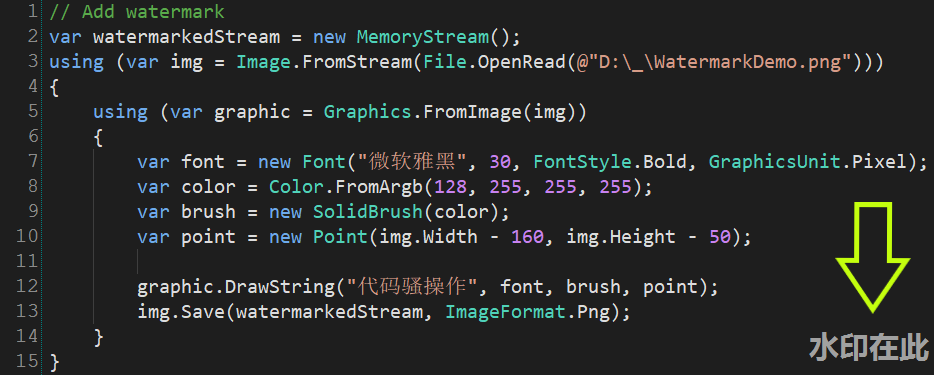 1 // Add watermark
2 var watermarkedStream = new MemoryStream();
3 using (var img = Image.FromStream(File.OpenRead(@"D:\_\WatermarkDemo.png")))
4 {
5     using (var graphic = Graphics.FromImage(img))
6     {
7         var font = new Font("微软雅黑", 30, FontStyle.Bold, GraphicsUnit.Pixel);
8         var color = Color.FromArgb(128, 255, 255, 255);
9         var brush = new SolidBrush(color);
10         var point = new Point(img.Width - 160, img.Height - 50);
11
12         graphic.DrawString("代码骚操作", font, brush, point);
13         img.Save(watermarkedStream, ImageFormat.Png);
14     }
15 }
水印在此